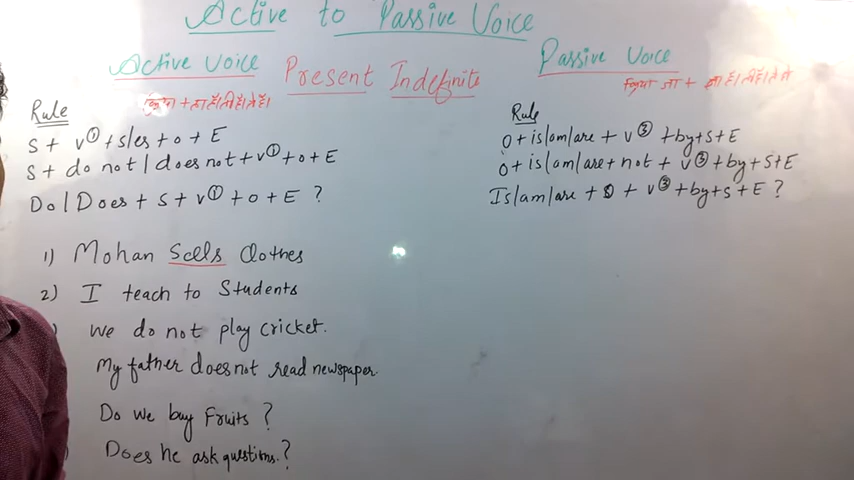 Active to Passive Voice
Active Voice
Present Indefinite
Passive Voice
Rule
S + V① + s/es + o + E
S + do not / does not + V① + o + E
Do / Does + S + V① + o + E ?
Rule
O + is/am/are + V③ + by + S + E
O + is/am/are + not + V③ + by + S + E
Is/am/are + O + V③ + by + S + E ?
1) Mohan Sells Clothes
2) I teach to Students
) We do not play cricket.
My father does not read newspaper
Do we buy Fruits ?
Does he ask questions. ?